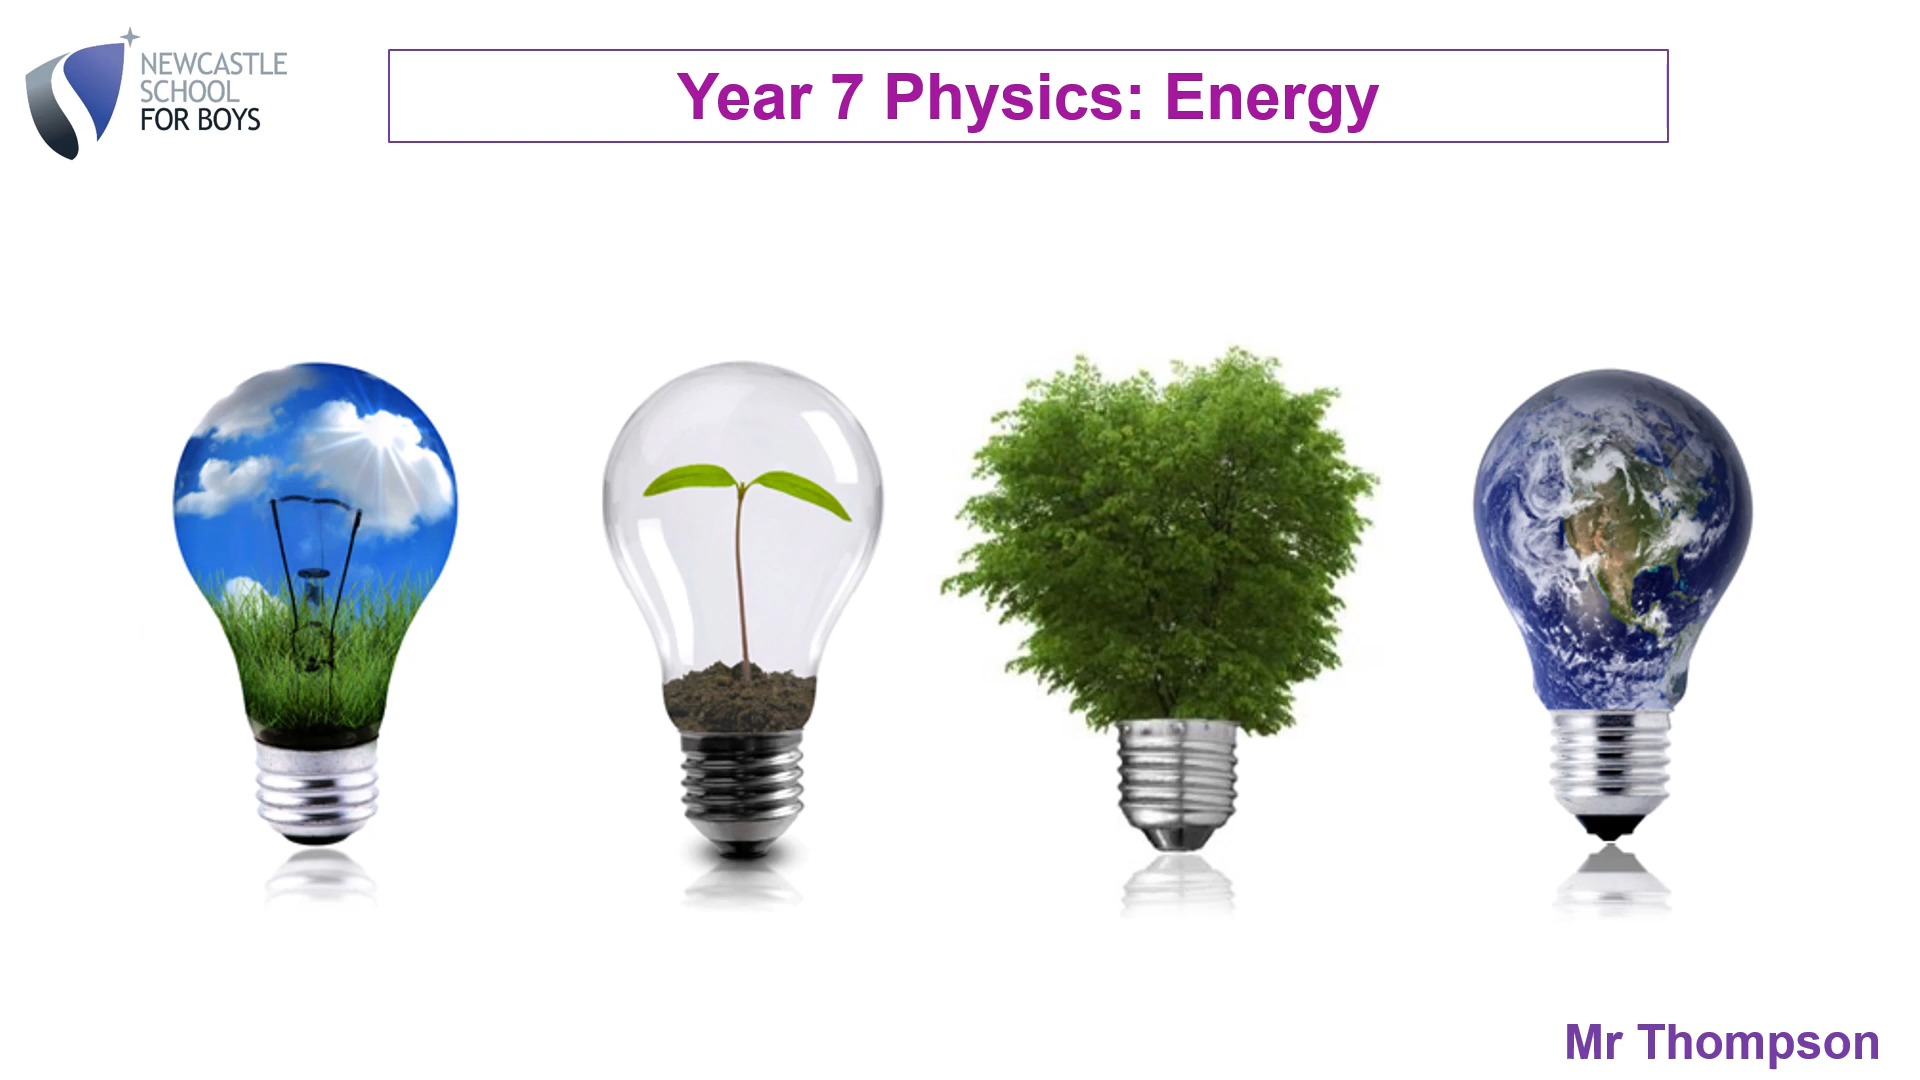 NEWCASTLE
SCHOOL
FOR BOYS
Year 7 Physics: Energy
Mr Thompson